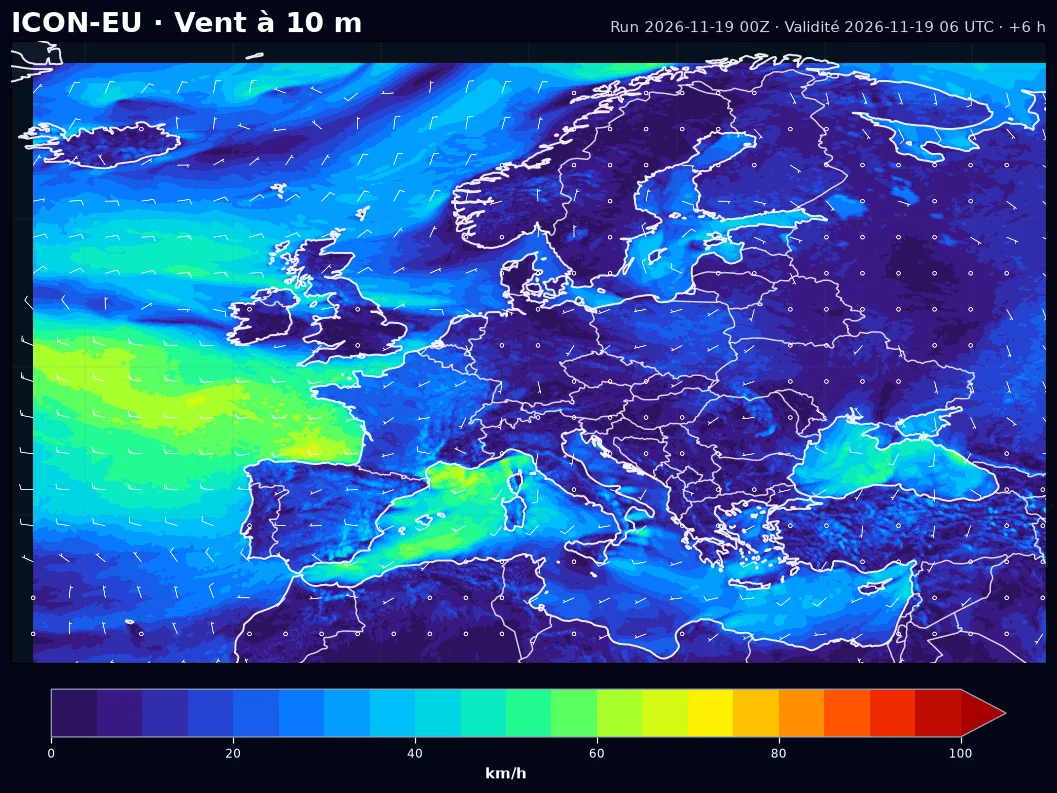 ICON-EU · Vent à 10 m
Run 2026-11-19 00Z · Validité 2026-11-19 06 UTC · +6 h
0 20 40 60 80 100
km/h